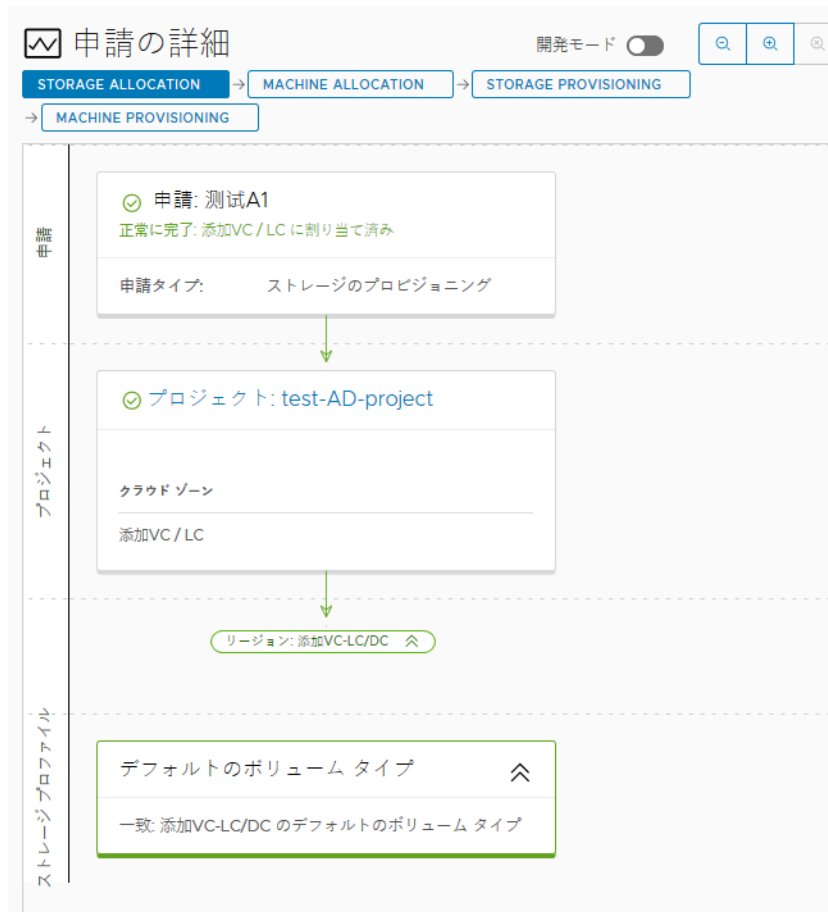 申請の詳細
開発モード
STORAGE ALLOCATION
MACHINE ALLOCATION
STORAGE PROVISIONING
MACHINE PROVISIONING
申請
申請: 测试A1
正常に完了: 添加VC / LC に割り当て済み
申請タイプ: ストレージのプロビジョニング
プロジェクト
プロジェクト: test-AD-project
クラウド ゾーン
添加VC / LC
リージョン: 添加VC-LC/DC
ストレージ プロファイル
デフォルトのボリューム タイプ
一致: 添加VC-LC/DC のデフォルトのボリューム タイプ